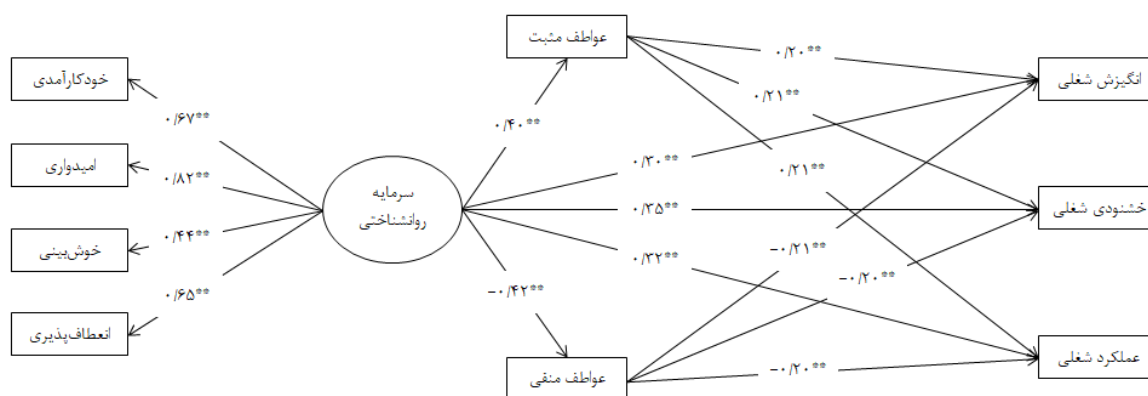 عواطف مثبت
۰/۲۰**
انگیزش شغلی
خودکارآمدی
۰/۲۱**
۰/۶۷**
۰/۴۰**
امیدواری
۰/۳۰**
۰/۲۱**
۰/۸۲**
سرمایه
روانشناختی
۰/۳۵**
خشنودی شغلی
۰/۴۴**
خوش‌بینی
۰/۳۲**
-۰/۲۱**
-۰/۲۰**
۰/۶۵**
-۰/۴۲**
انعطاف‌پذیری
عملکرد شغلی
عواطف منفی
-۰/۲۰**